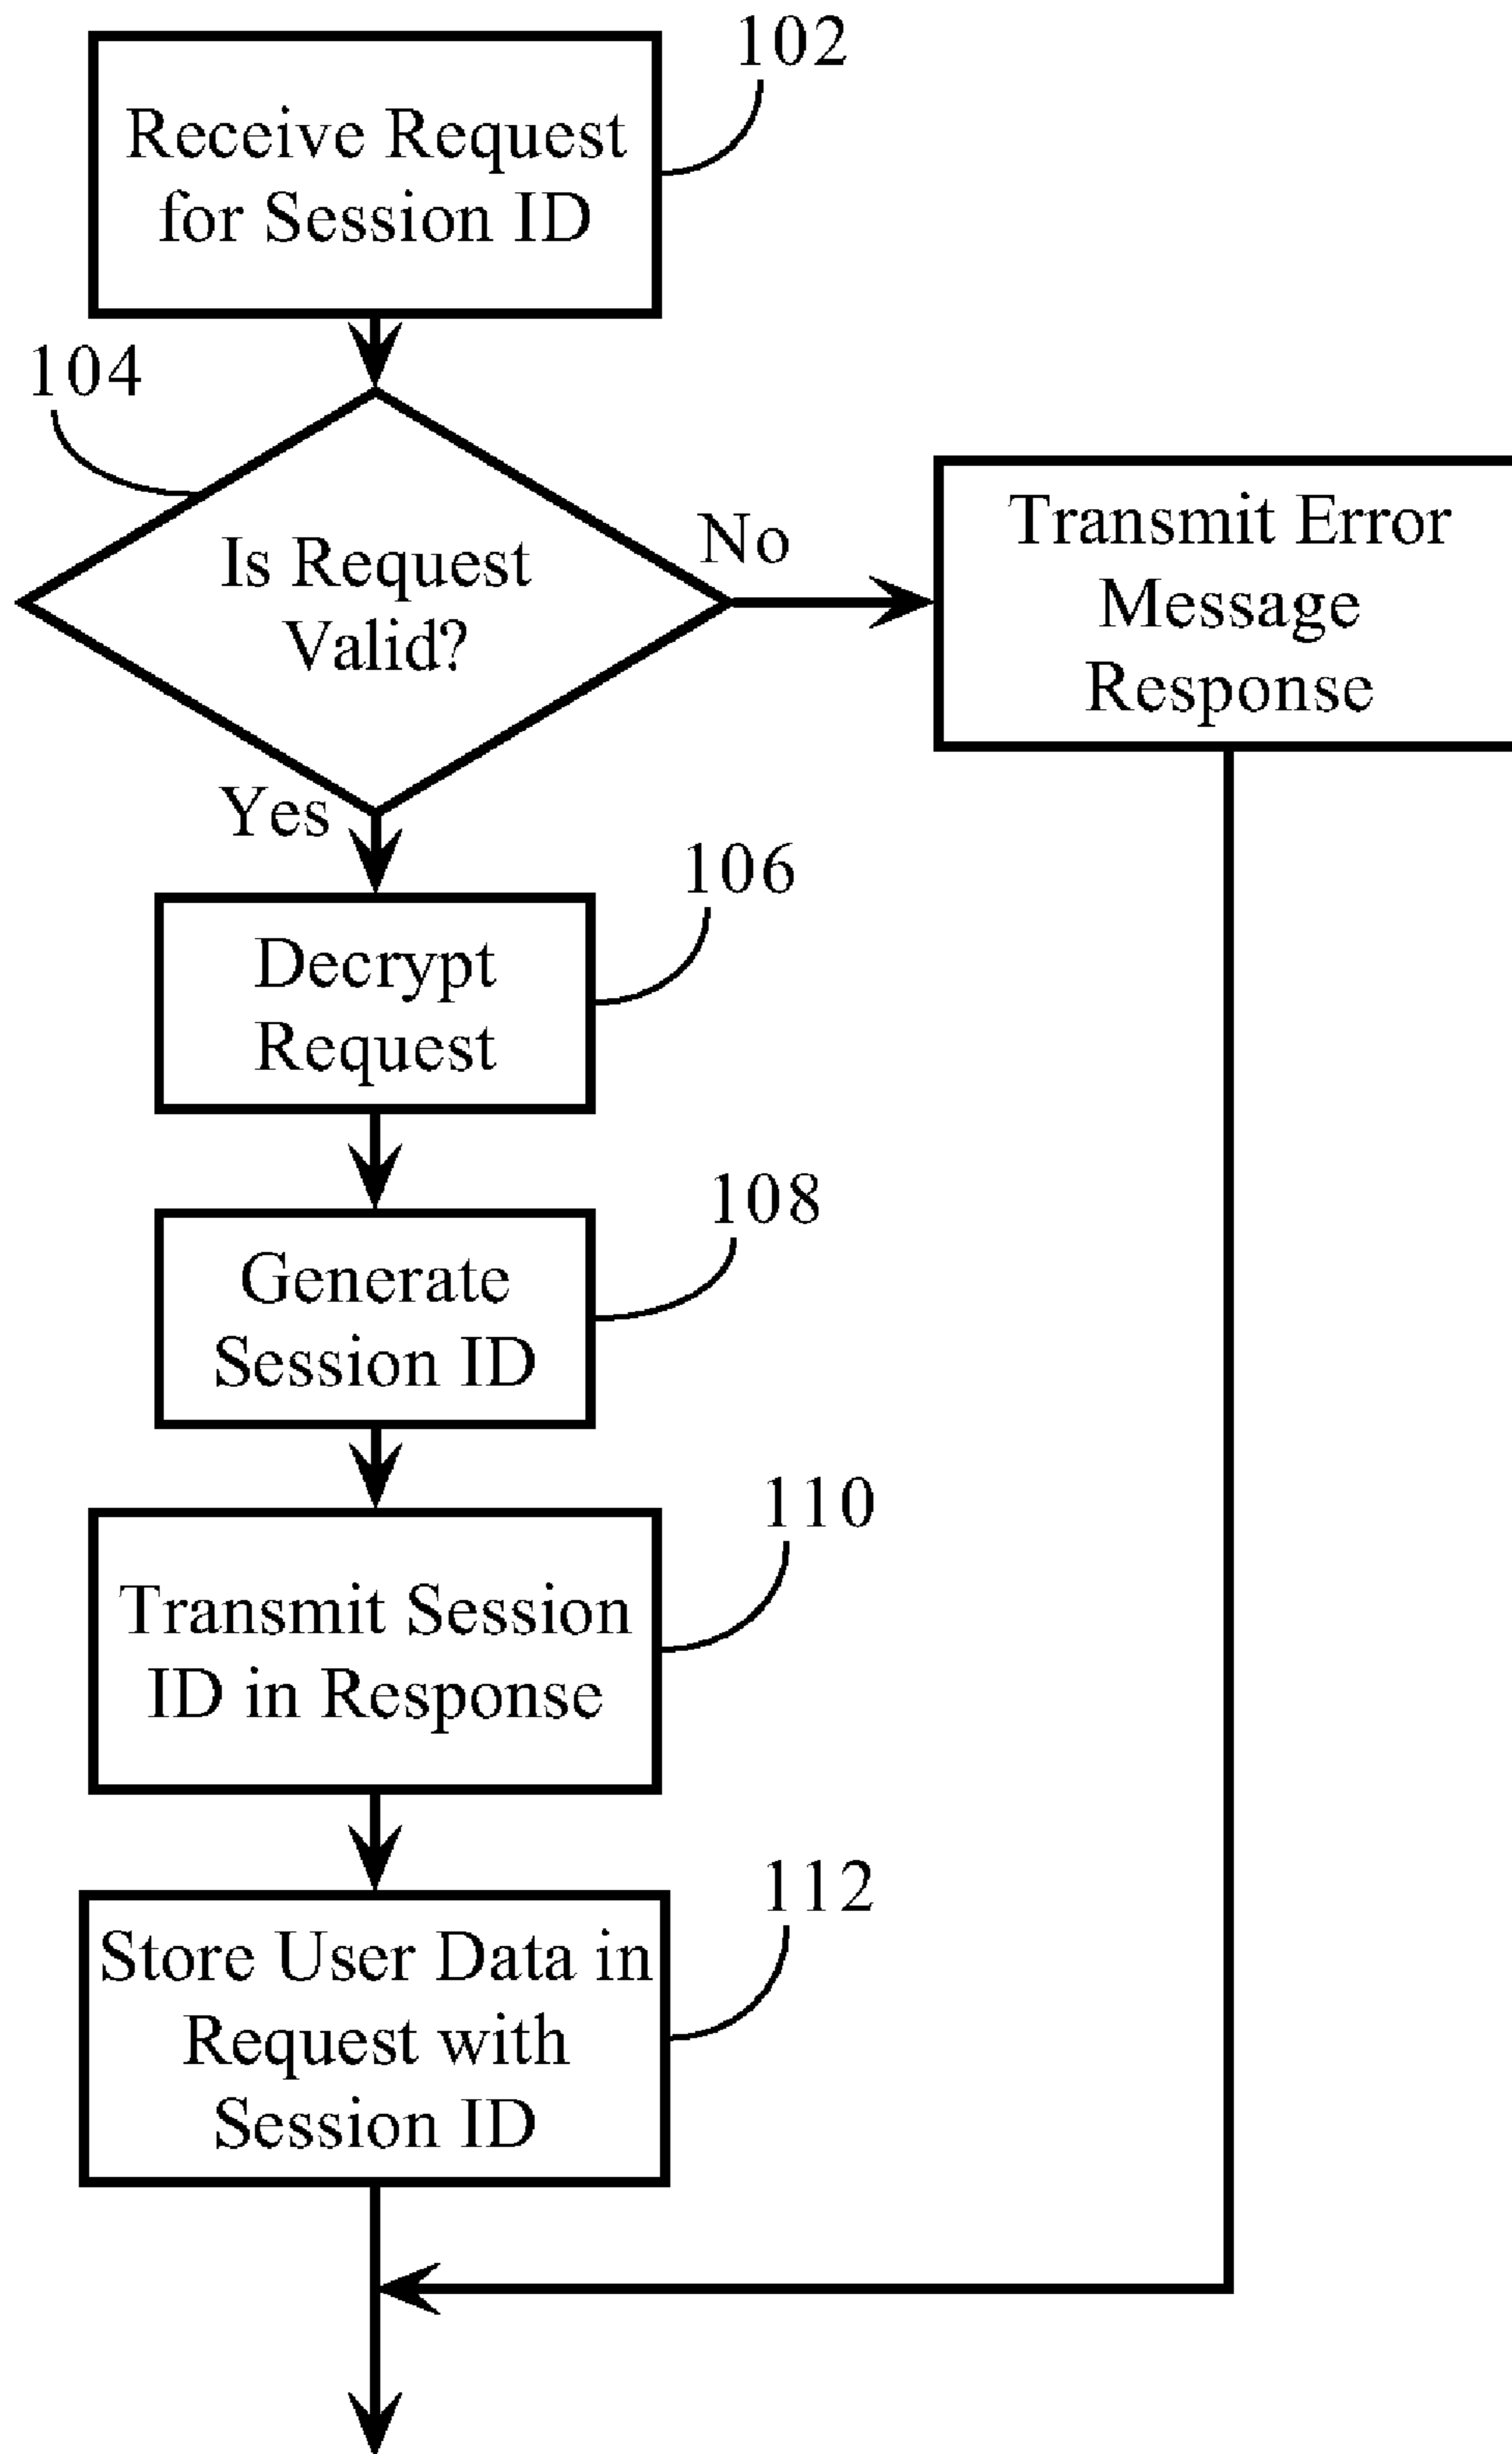 102
Receive Request
for Session ID
104
Is Request
Valid?
No
Transmit Error
Message
Response
Yes
106
Decrypt
Request
108
Generate
Session ID
110
Transmit Session
ID in Response
112
Store User Data in
Request with
Session ID